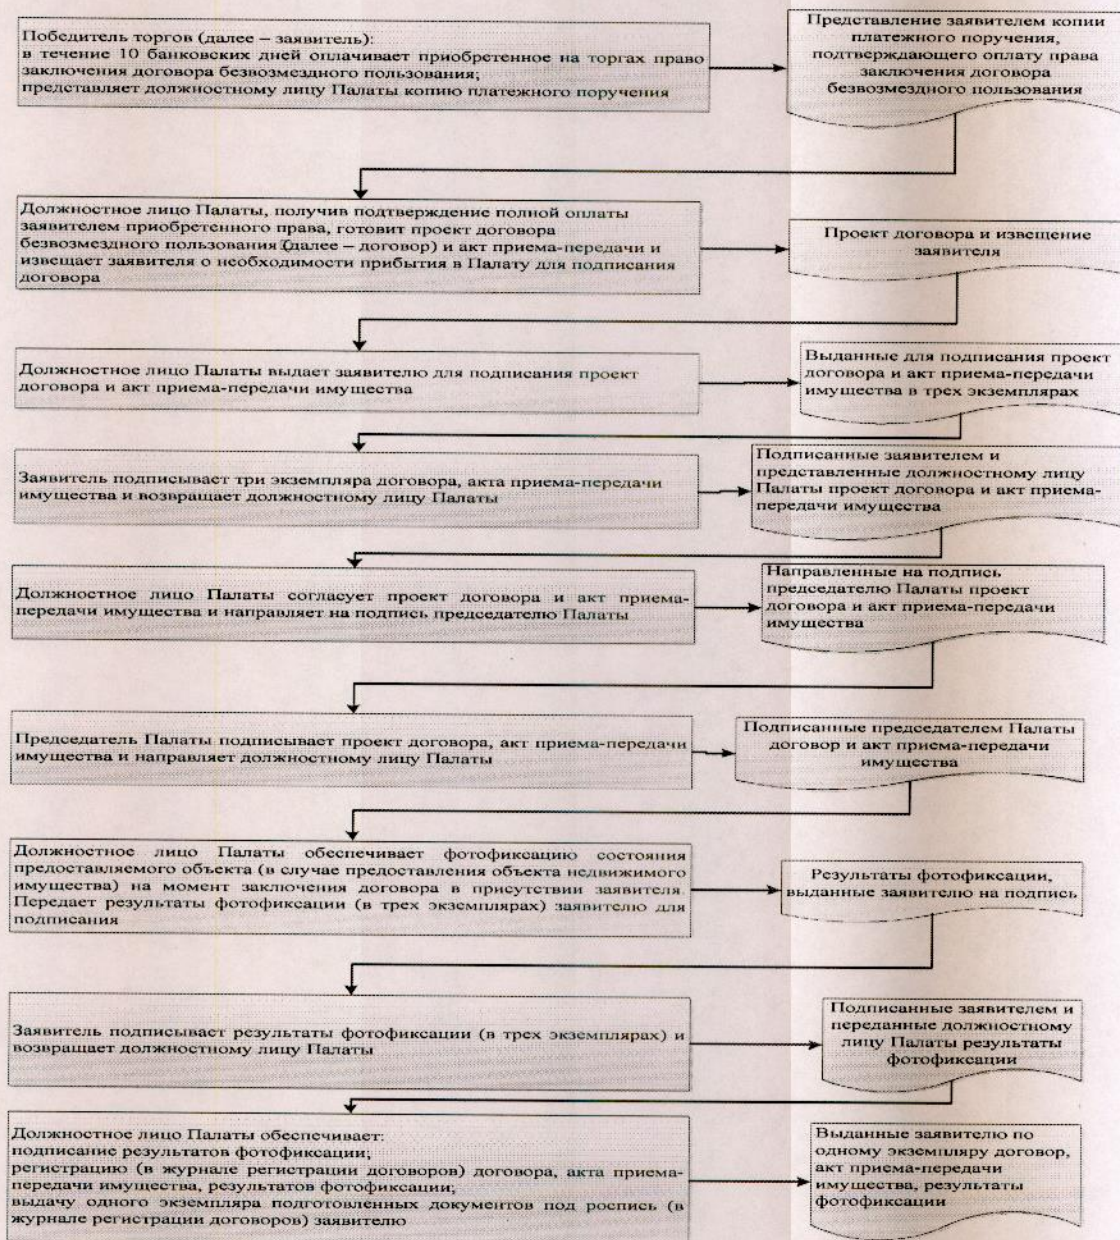 Победитель торгов (далее – заявитель):
в течение 10 банковских дней оплачивает приобретенное на торгах право
заключения договора безвозмездного пользования;
представляет должностному лицу Палаты копию платежного поручения
Представление заявителем копии
платежного поручения,
подтверждающего оплату права
заключения договора
безвозмездного пользования
Должностное лицо Палаты, получив подтверждение полной оплаты
заявителем приобретенного права, готовит проект договора
безвозмездного пользования (далее – договор) и акт приема-передачи и
извещает заявителя о необходимости прибытия в Палату для подписания
договора
Проект договора и извещение
заявителя
Должностное лицо Палаты выдает заявителю для подписания проект
договора и акт приема-передачи имущества
Выданные для подписания проект
договора и акт приема-передачи
имущества в трех экземплярах
Заявитель подписывает три экземпляра договора, акта приема-передачи
имущества и возвращает должностному лицу Палаты
Подписанные заявителем и
представленные должностному лицу
Палаты проект договора и акт приема-
передачи имущества
Должностное лицо Палаты согласует проект договора и акт приема-
передачи имущества и направляет на подпись председателю Палаты
Направленные на подпись
председателю Палаты проект
договора и акт приема-передачи
имущества
Председатель Палаты подписывает проект договора, акт приема-передачи
имущества и направляет должностному лицу Палаты
Подписанные председателем Палаты
договор и акт приема-передачи
имущества
Должностное лицо Палаты обеспечивает фотофиксацию состояния
предоставляемого объекта (в случае предоставления объекта недвижимого
имущества) на момент заключения договора в присутствии заявителя.
Передает результаты фотофиксации (в трех экземплярах) заявителю для
подписания
Результаты фотофиксации,
выданные заявителю на подпись
Заявитель подписывает результаты фотофиксации (в трех экземплярах) и
возвращает должностному лицу Палаты
Подписанные заявителем и
переданные должностному
лицу Палаты результаты
фотофиксации
Должностное лицо Палаты обеспечивает:
подписание результатов фотофиксации;
регистрацию (в журнале регистрации договоров) договора, акта приема-
передачи имущества, результатов фотофиксации;
выдачу одного экземпляра подготовленных документов под роспись (в
журнале регистрации договоров) заявителю
Выданные заявителю по
одному экземпляру договор,
акт приема-передачи
имущества, результаты
фотофиксации